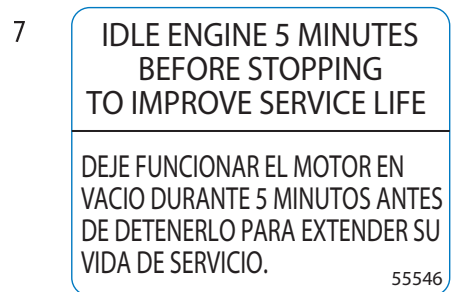 7
IDLE ENGINE 5 MINUTES
BEFORE STOPPING
TO IMPROVE SERVICE LIFE
DEJE FUNCIONAR EL MOTOR EN
VACIO DURANTE 5 MINUTOS ANTES
DE DETENERLO PARA EXTENDER SU
VIDA DE SERVICIO.
55546